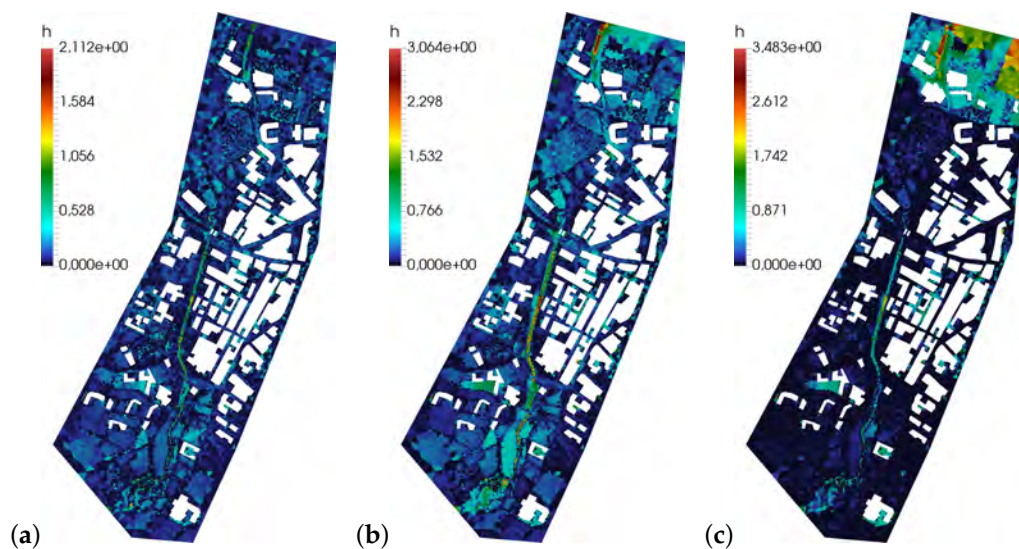 h
2.112e+00
1.584
1.056
0.528
0.000e+00
(a)
h
3.064e+00
2.298
1.532
0.766
0.000e+00
(b)
h
3.483e+00
2.612
1.742
0.871
0.000e+00
(c)